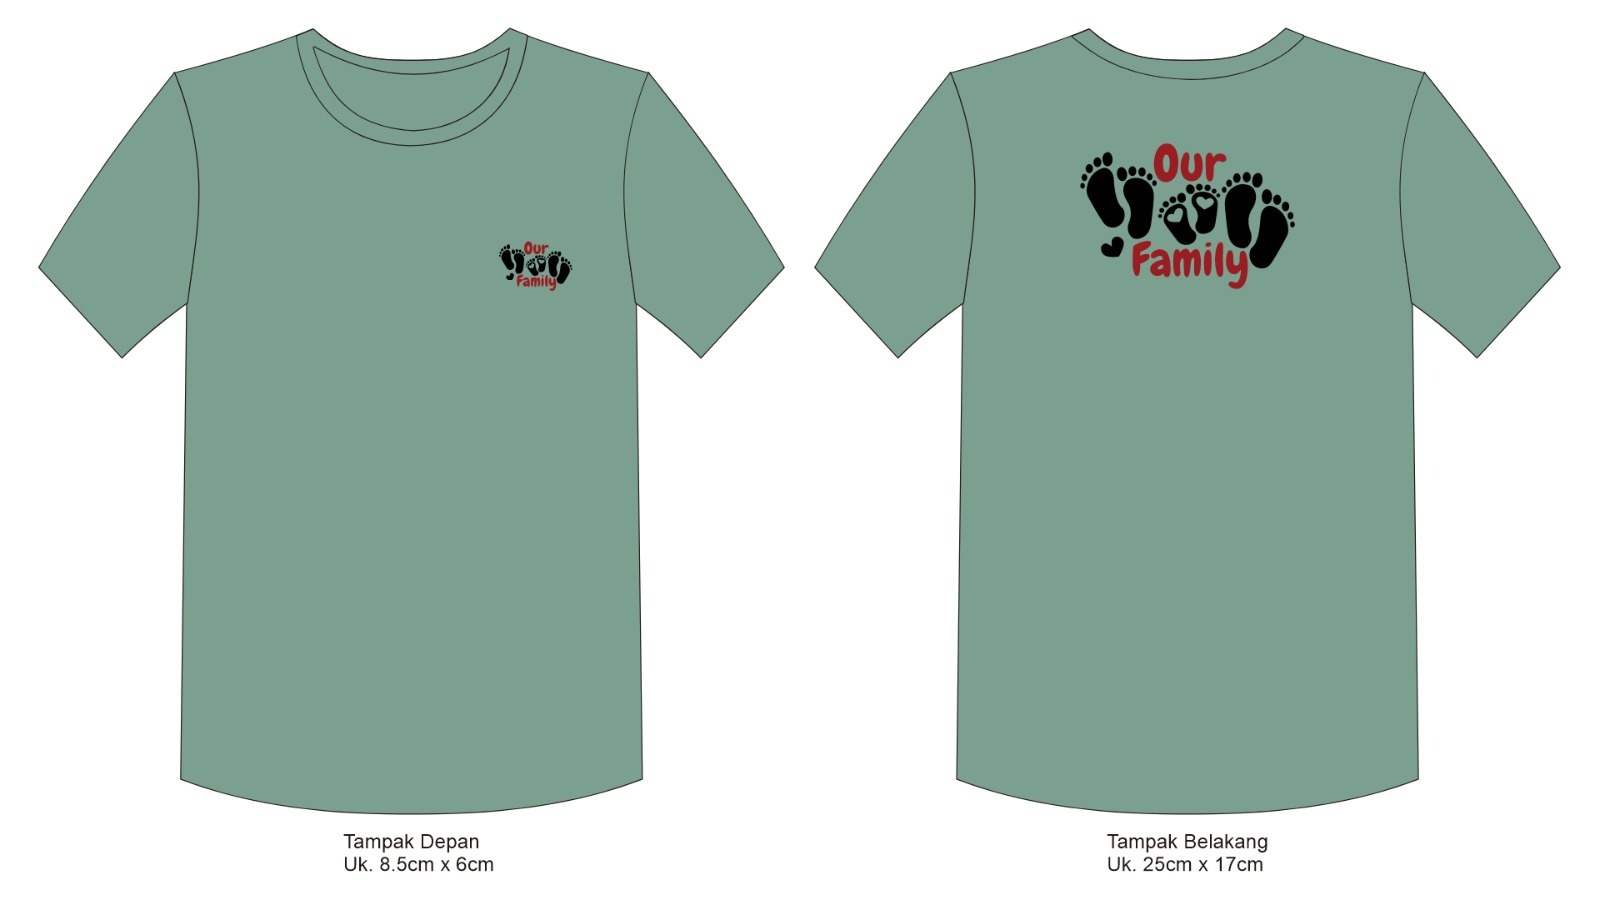 Our
Family
Our
Family
Tampak Depan
Uk. 8.5cm x 6cm
Tampak Belakang
Uk. 25cm x 17cm